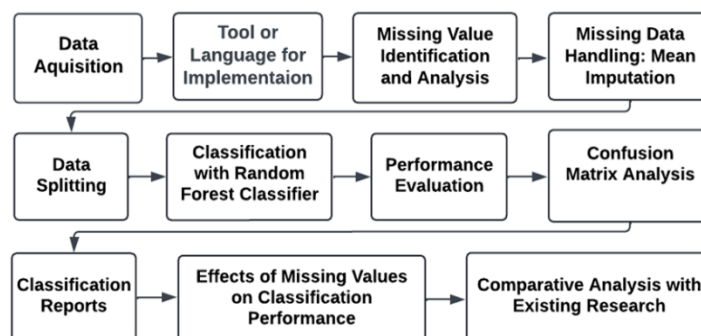 Data
Aquisition
Tool or
Language for
Implementaion
Missing Value
Identification
and Analysis
Missing Data
Handling: Mean
Imputation
Data
Splitting
Classification
with Random
Forest Classifier
Performance
Evaluation
Confusion
Matrix Analysis
Classification
Reports
Effects of Missing Values
on Classification
Performance
Comparative Analysis with
Existing Research